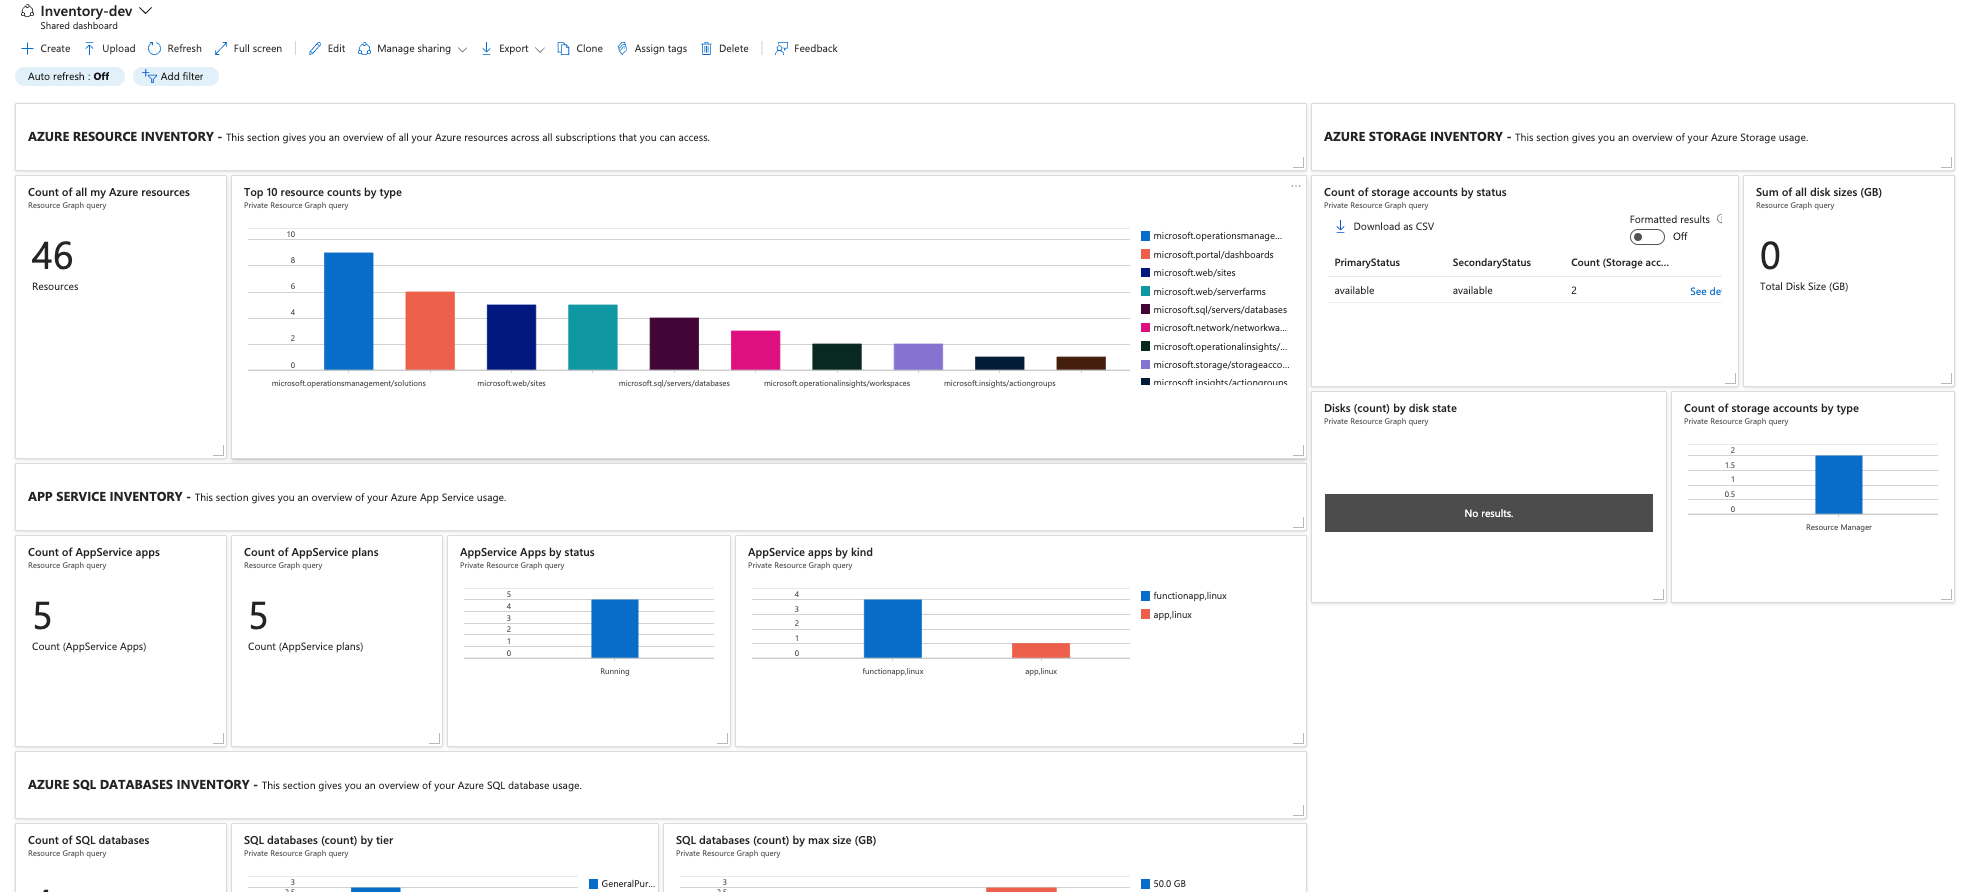 Inventory-dev
Shared dashboard
Create Upload Refresh Full screen Edit Manage sharing Export Clone Assign tags Delete Feedback
Auto refresh : Off Add filter
AZURE RESOURCE INVENTORY - This section gives you an overview of all your Azure resources across all subscriptions that you can access.
AZURE STORAGE INVENTORY - This section gives you an overview of your Azure Storage usage.
Count of all my Azure resources
Resource Graph query
46
Resources
Top 10 resource counts by type
Private Resource Graph query
...
10
8
6
4
2
0
microsoft.operationsmanagement/solutions microsoft.web/sites microsoft.sql/servers/databases microsoft.operationalinsights/workspaces microsoft.insights/actiongroups
microsoft.operationsmanage...
microsoft.portal/dashboards
microsoft.web/sites
microsoft.web/serverfarms
microsoft.sql/servers/databases
microsoft.network/networkwa...
microsoft.operationalinsights/...
microsoft.storage/storageacco...
microsoft.insights/actiongroups
Count of storage accounts by status
Private Resource Graph query
Download as CSV
Formatted results
Off
PrimaryStatus SecondaryStatus Count (Storage acc...
available available 2 See de
Sum of all disk sizes (GB)
Resource Graph query
0
Total Disk Size (GB)
Disks (count) by disk state
Private Resource Graph query
No results.
Count of storage accounts by type
Private Resource Graph query
2
1.5
1
0.5
0
Resource Manager
APP SERVICE INVENTORY - This section gives you an overview of your Azure App Service usage.
Count of AppService apps
Resource Graph query
5
Count (AppService Apps)
Count of AppService plans
Resource Graph query
5
Count (AppService plans)
AppService Apps by status
Private Resource Graph query
5
4
3
2
1
0
Running
AppService apps by kind
Private Resource Graph query
4
3
2
1
0
functionapp,linux app,linux
functionapp,linux
app,linux
AZURE SQL DATABASES INVENTORY - This section gives you an overview of your Azure SQL database usage.
Count of SQL databases
Resource Graph query
SQL databases (count) by tier
Private Resource Graph query
3
2.5
GeneralPur...
SQL databases (count) by max size (GB)
Private Resource Graph query
3
2.5
50.0 GB